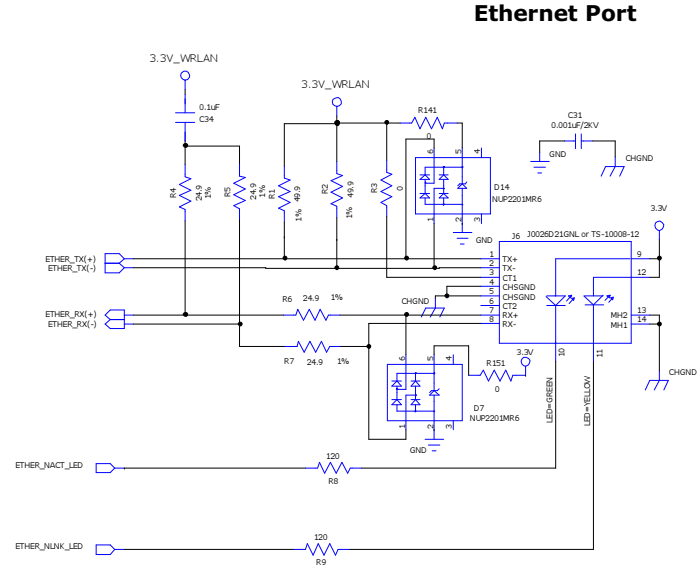 Ethernet Port
3.3V_WRLAN
3.3V_WRLAN
0.1uF
C34
R141
0
C31
0.001uF/2KV
GND
CHGND
R4
24.9
1%
R5
24.9
1%
R1
49.9
1%
R2
49.9
1%
R3
0
6
5
4
D14
NUP2201MR6
1
2
3
GND
3.3V
J6
J0026D21GNL or TS-10008-12
ETHER_TX(+)
ETHER_TX(-)
1
TX+
2
TX-
3
CT1
4
CHSGND
5
CHSGND
6
CT2
7
RX+
8
RX-
9
12
13
MH2
14
MH1
10
11
CHGND
ETHER_RX(+)
ETHER_RX(-)
R6
24.9
1%
R7
24.9
1%
6
5
4
3.3V
R151
0
D7
NUP2201MR6
1
2
3
GND
LED=GREEN
LED=YELLOW
CHGND
ETHER_NACT_LED
120
R8
ETHER_NLNK_LED
120
R9